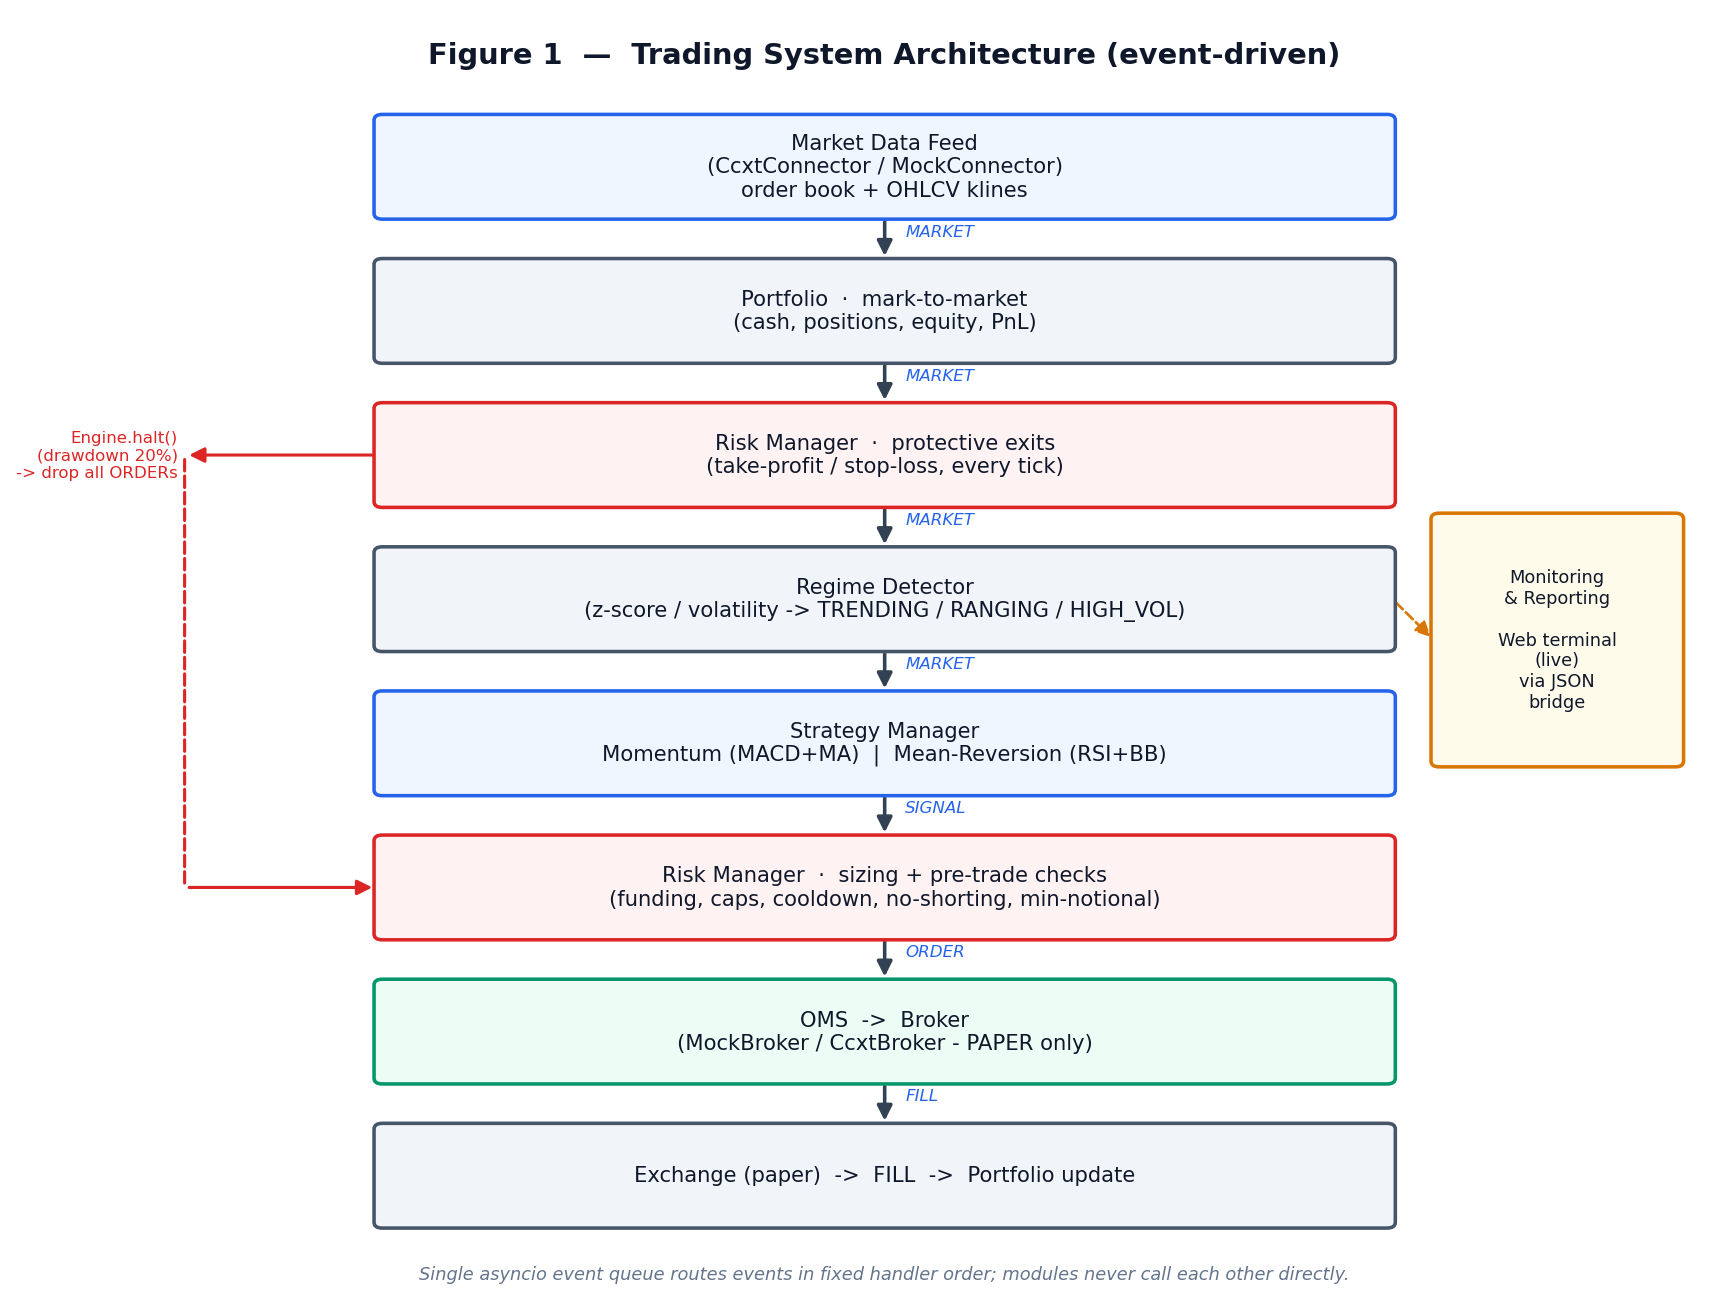 Figure 1  —  Trading System Architecture (event-driven)
Market Data Feed
(CcxtConnector / MockConnector)
order book + OHLCV klines
MARKET
Portfolio  ·  mark-to-market
(cash, positions, equity, PnL)
MARKET
Engine.halt()
(drawdown 20%)
-> drop all ORDERs
Risk Manager  ·  protective exits
(take-profit / stop-loss, every tick)
MARKET
Regime Detector
(z-score / volatility -> TRENDING / RANGING / HIGH_VOL)
Monitoring
& Reporting
Web terminal
(live)
via JSON
bridge
MARKET
Strategy Manager
Momentum (MACD+MA)  |  Mean-Reversion (RSI+BB)
SIGNAL
Risk Manager  ·  sizing + pre-trade checks
(funding, caps, cooldown, no-shorting, min-notional)
ORDER
OMS  ->  Broker
(MockBroker / CcxtBroker - PAPER only)
FILL
Exchange (paper)  ->  FILL  ->  Portfolio update
Single asyncio event queue routes events in fixed handler order; modules never call each other directly.